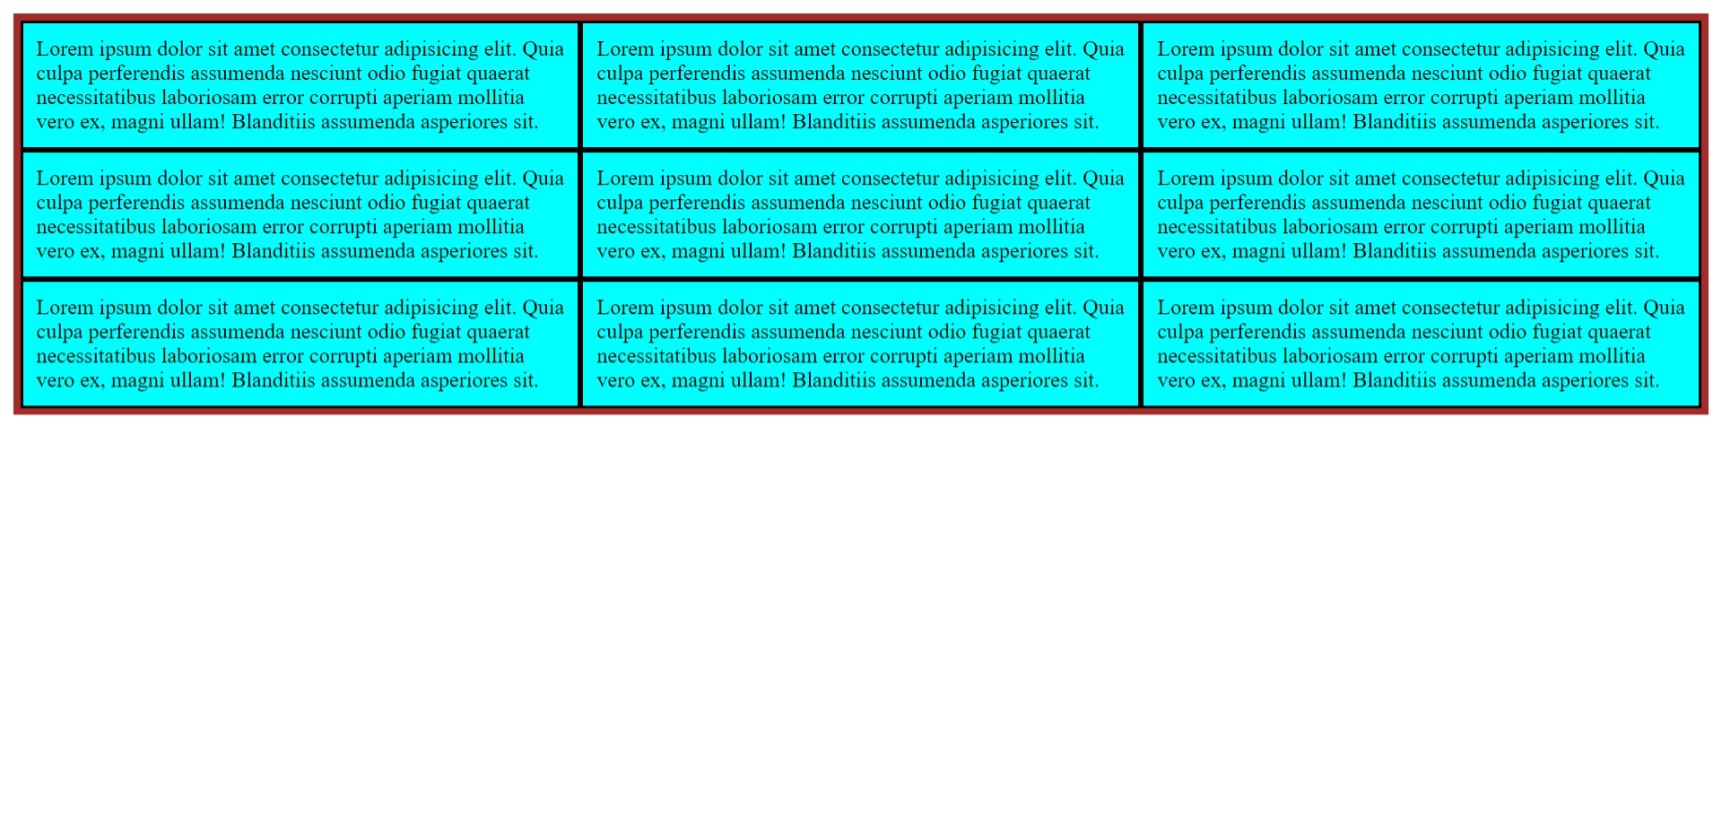 Lorem ipsum dolor sit amet consectetur adipisicing elit. Quia
culpa perferendis assumenda nesciunt odio fugiat quaerat
necessitatibus laboriosam error corrupti aperiam mollitia
vero ex, magni ullam! Blanditiis assumenda asperiores sit.
Lorem ipsum dolor sit amet consectetur adipisicing elit. Quia
culpa perferendis assumenda nesciunt odio fugiat quaerat
necessitatibus laboriosam error corrupti aperiam mollitia
vero ex, magni ullam! Blanditiis assumenda asperiores sit.
Lorem ipsum dolor sit amet consectetur adipisicing elit. Quia
culpa perferendis assumenda nesciunt odio fugiat quaerat
necessitatibus laboriosam error corrupti aperiam mollitia
vero ex, magni ullam! Blanditiis assumenda asperiores sit.
Lorem ipsum dolor sit amet consectetur adipisicing elit. Quia
culpa perferendis assumenda nesciunt odio fugiat quaerat
necessitatibus laboriosam error corrupti aperiam mollitia
vero ex, magni ullam! Blanditiis assumenda asperiores sit.
Lorem ipsum dolor sit amet consectetur adipisicing elit. Quia
culpa perferendis assumenda nesciunt odio fugiat quaerat
necessitatibus laboriosam error corrupti aperiam mollitia
vero ex, magni ullam! Blanditiis assumenda asperiores sit.
Lorem ipsum dolor sit amet consectetur adipisicing elit. Quia
culpa perferendis assumenda nesciunt odio fugiat quaerat
necessitatibus laboriosam error corrupti aperiam mollitia
vero ex, magni ullam! Blanditiis assumenda asperiores sit.
Lorem ipsum dolor sit amet consectetur adipisicing elit. Quia
culpa perferendis assumenda nesciunt odio fugiat quaerat
necessitatibus laboriosam error corrupti aperiam mollitia
vero ex, magni ullam! Blanditiis assumenda asperiores sit.
Lorem ipsum dolor sit amet consectetur adipisicing elit. Quia
culpa perferendis assumenda nesciunt odio fugiat quaerat
necessitatibus laboriosam error corrupti aperiam mollitia
vero ex, magni ullam! Blanditiis assumenda asperiores sit.
Lorem ipsum dolor sit amet consectetur adipisicing elit. Quia
culpa perferendis assumenda nesciunt odio fugiat quaerat
necessitatibus laboriosam error corrupti aperiam mollitia
vero ex, magni ullam! Blanditiis assumenda asperiores sit.